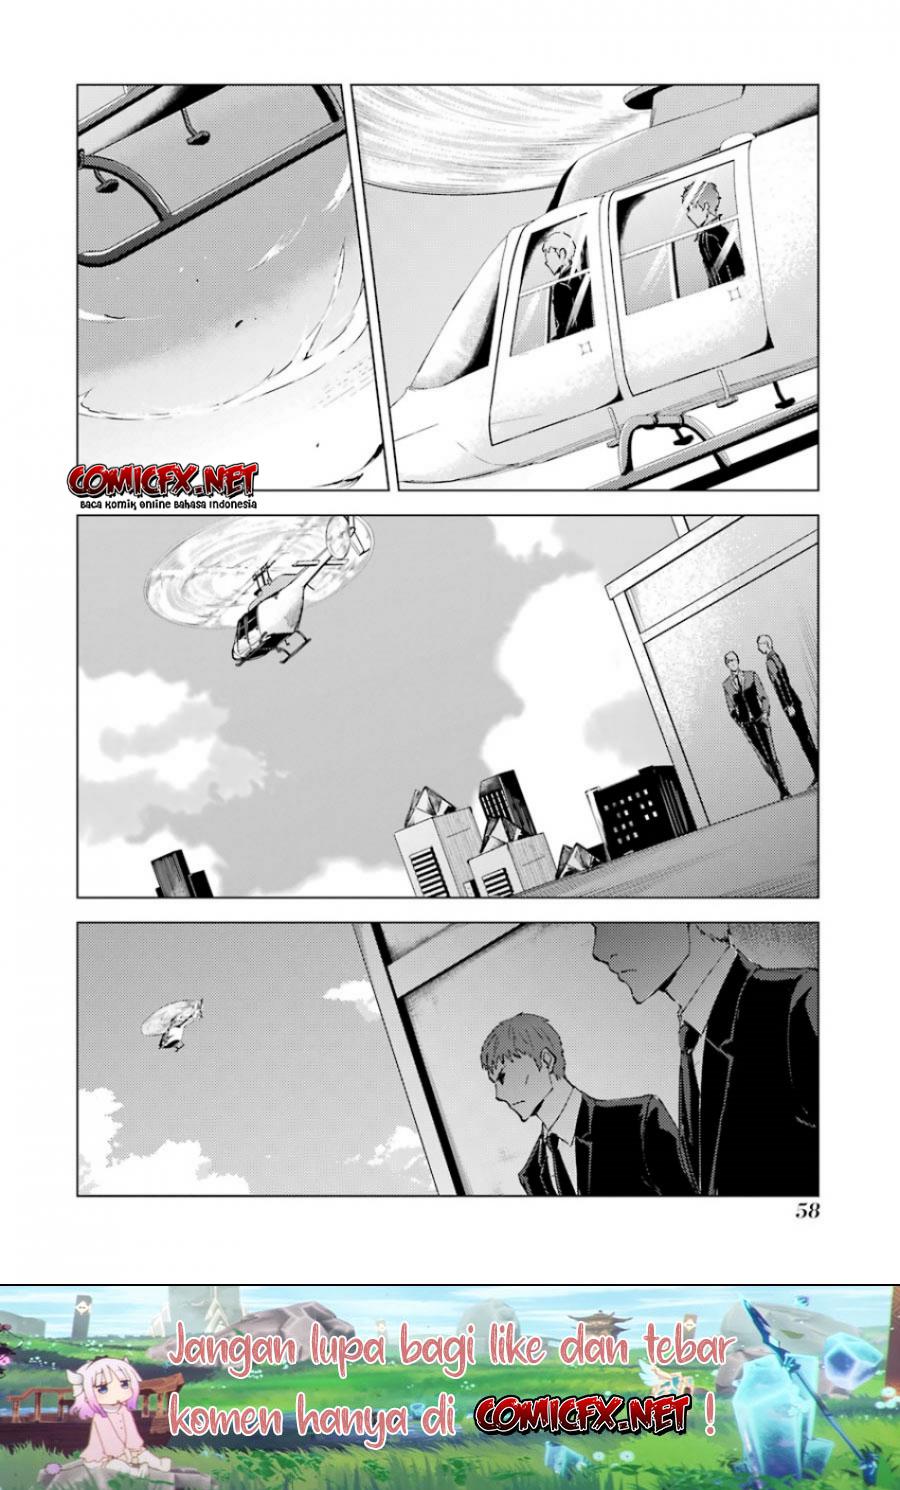 COMICFX.NET
Baca Komik Online Bahasa Indonesia
58
Jangan lupa bagi like dan tebar
komen hanya di COMICFX.NET !